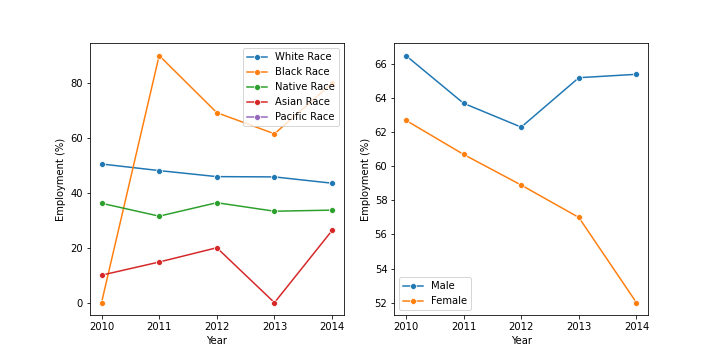 White Race
Black Race
Native Race
Asian Race
Pacific Race
80
60
40
20
0
Employment (%)
2010 2011 2012 2013 2014
Year
66
64
62
60
58
56
54
52
Employment (%)
Male
Female
2010 2011 2012 2013 2014
Year